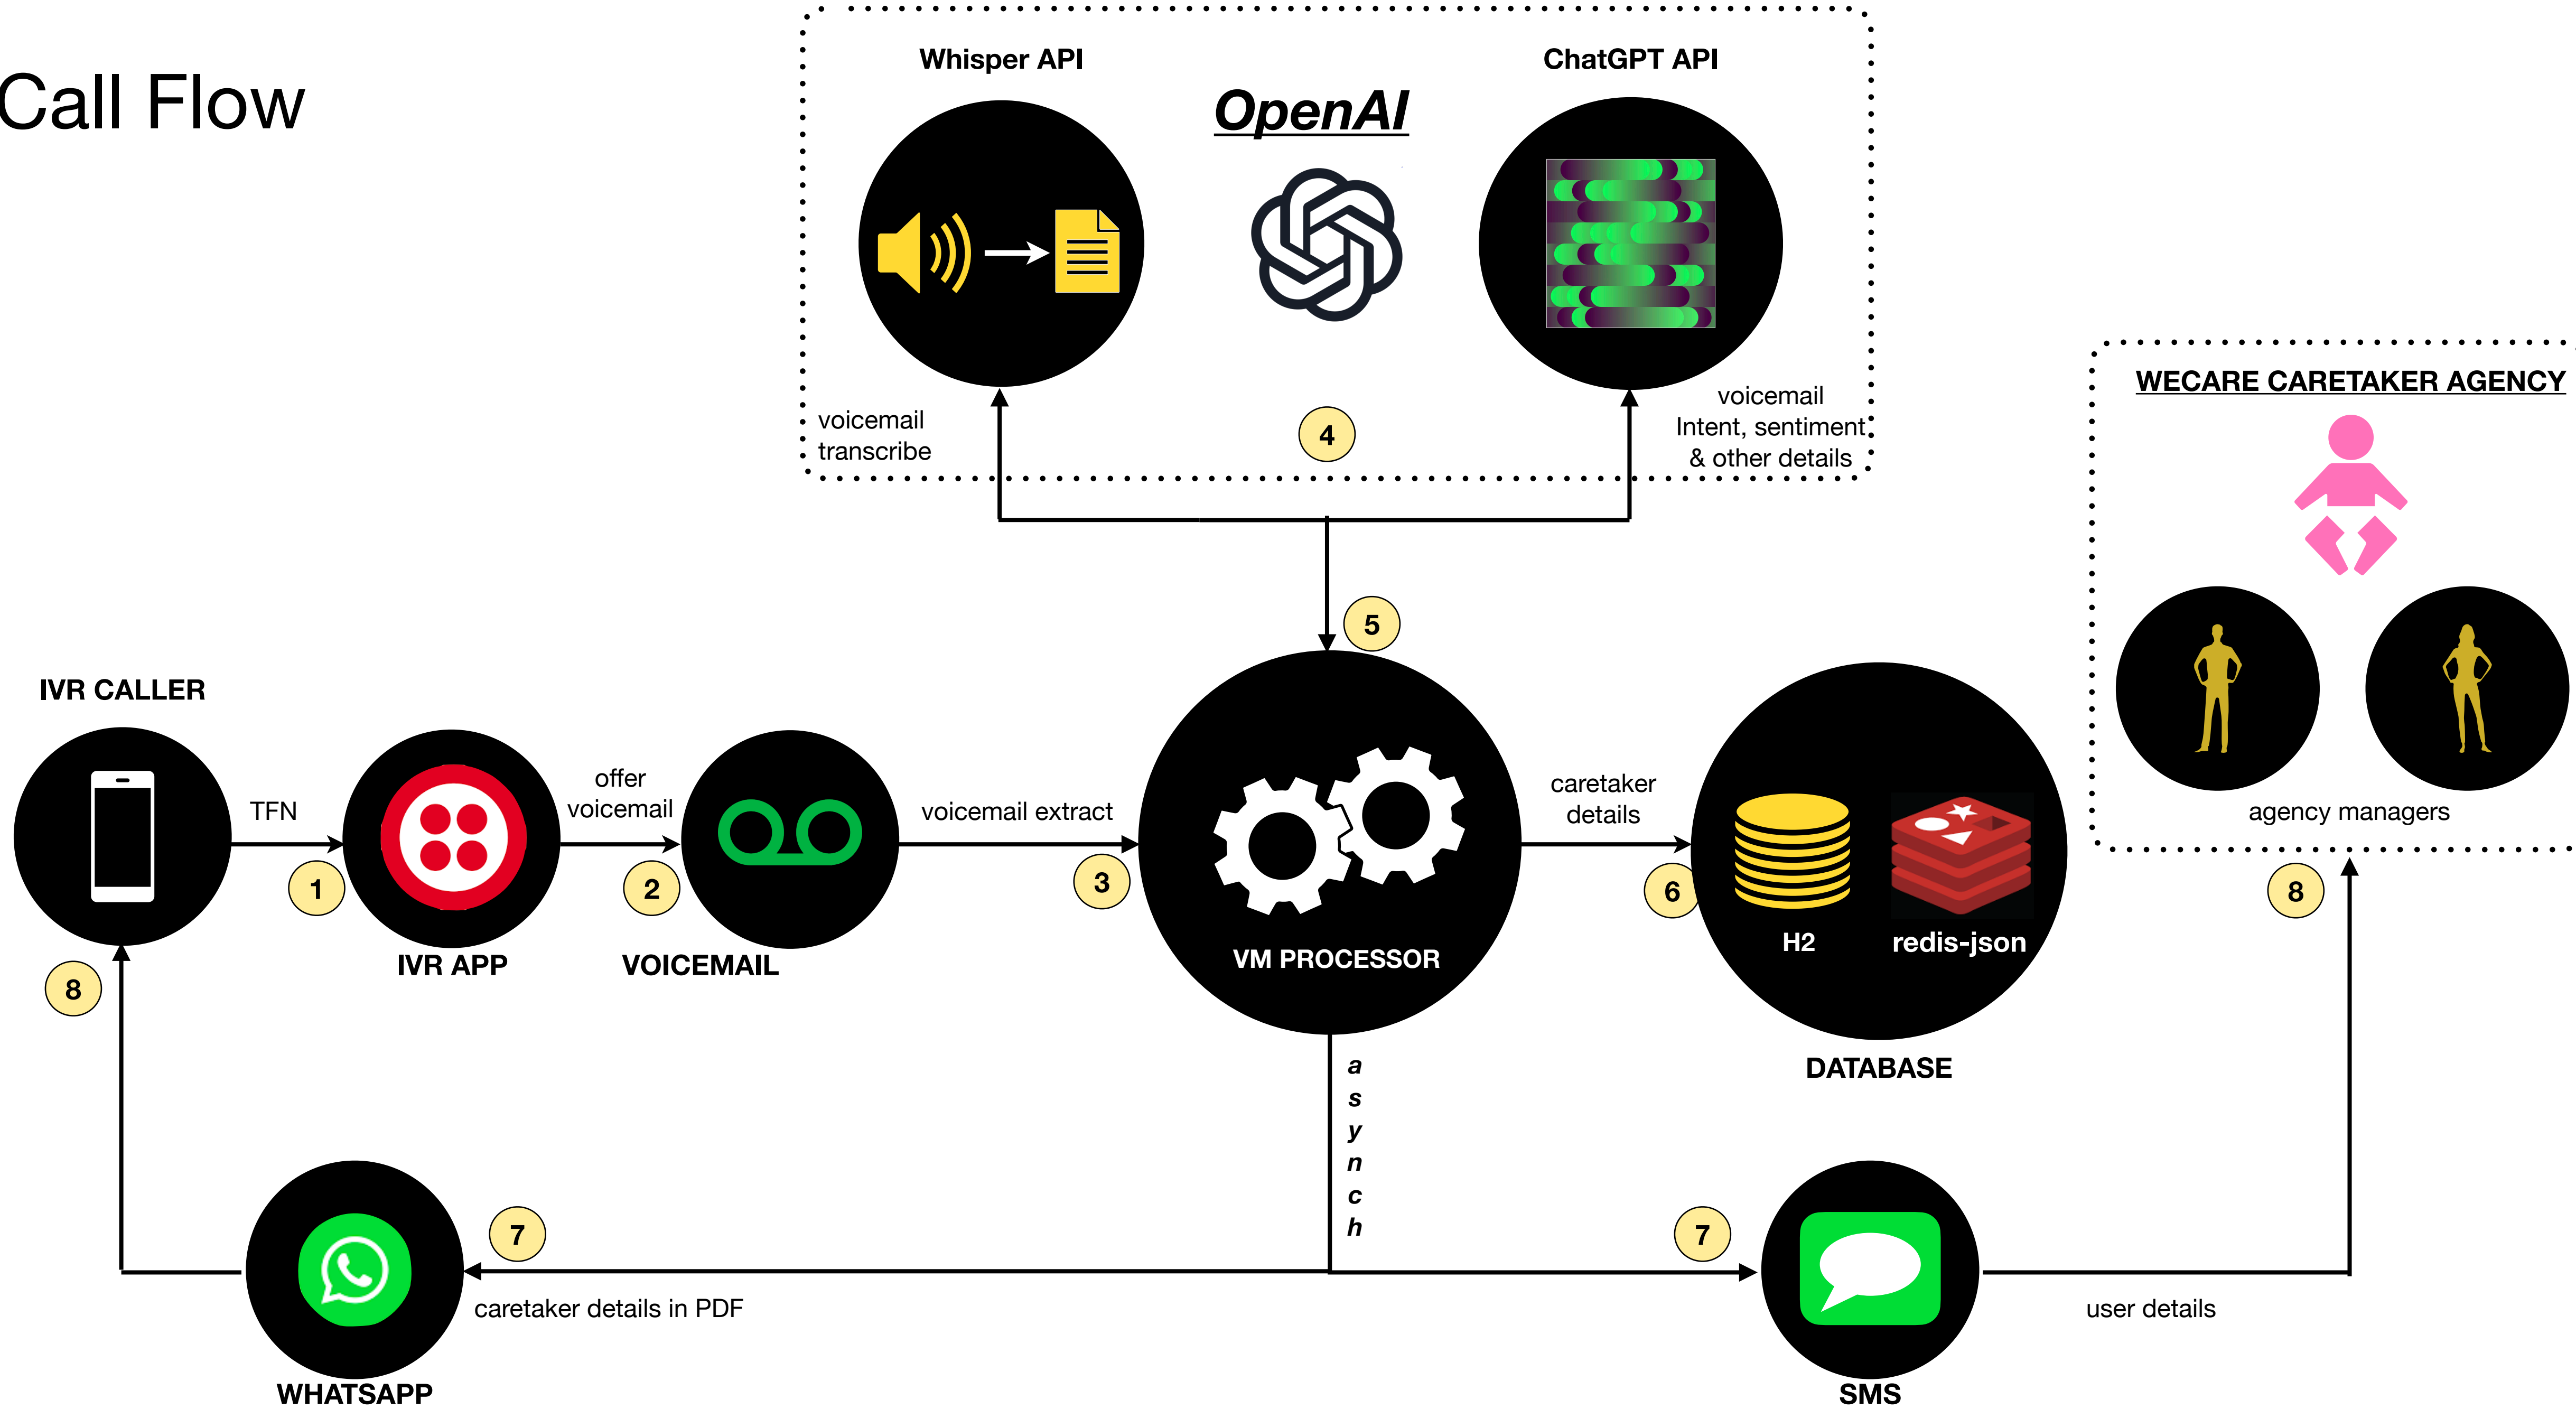 Call Flow
Whisper API
OpenAI
ChatGPT API
voicemail
transcribe
4
voicemail
Intent, sentiment
& other details
WECARE CARETAKER AGENCY
agency managers
5
IVR CALLER
TFN
1
IVR APP
offer
voicemail
2
VOICEMAIL
voicemail extract
3
VM PROCESSOR
caretaker
details
6
H2
redis-json
DATABASE
8
8
a
s
y
n
c
h
7
caretaker details in PDF
WHATSAPP
7
SMS
user details